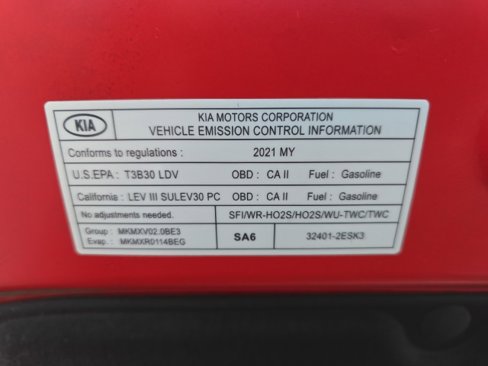 KIA
KIA MOTORS CORPORATION
VEHICLE EMISSION CONTROL INFORMATION
Conforms to regulations : 2021 MY
U.S.EPA : T3B30 LDV OBD : CA II Fuel : Gasoline
California : LEV III SULEV30 PC OBD : CA II Fuel : Gasoline
No adjustments needed. SFI/WR-HO2S/HO2S/WU-TWC/TWC
Group : MKMXV02.0BE3
Evap. : MKMXR0114BEG
SA6
32401-2ESK3